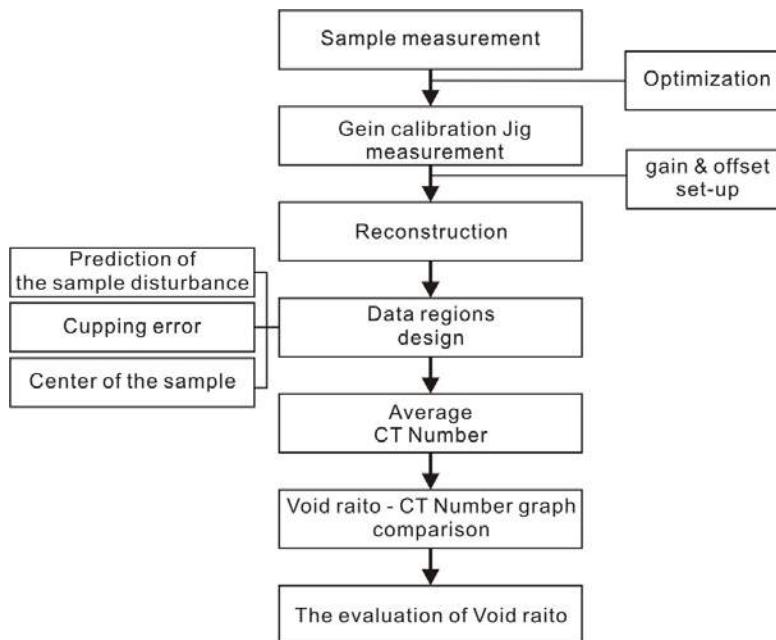 Sample measurement
Optimization
Gein calibration Jig
measurement
gain & offset
set-up
Reconstruction
Prediction of
the sample disturbance
Cupping error
Center of the sample
Data regions
design
Average
CT Number
Void raito - CT Number graph
comparison
The evaluation of Void raito